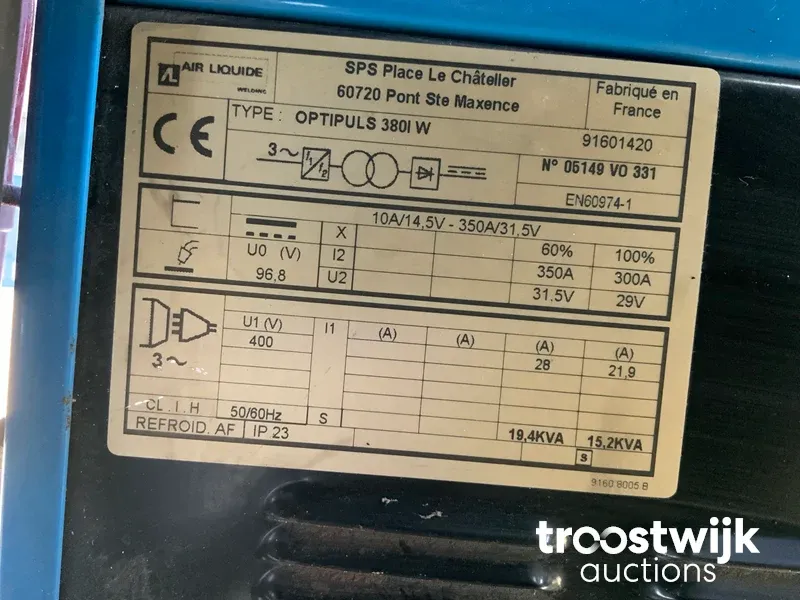 AIR LIQUIDE
WELDING
SPS Place Le Châtelier
60720 Pont Ste Maxence
Fabriqué en
France
CE
TYPE : OPTIPULS 380I W
91601420
3~ f1/f2
N° 05149 VO 331
EN60974-1
10A/14,5V - 350A/31,5V
X 60% 100%
U0 (V) I2 350A 300A
96,8 U2 31.5V 29V
U1 (V) I1 (A) (A) (A) (A)
400 28 21,9
3~
CL . I . H 50/60Hz S
REFROID. AF IP 23 19,4KVA 15,2KVA
S
9160 8005 B
troostwijk
auctions